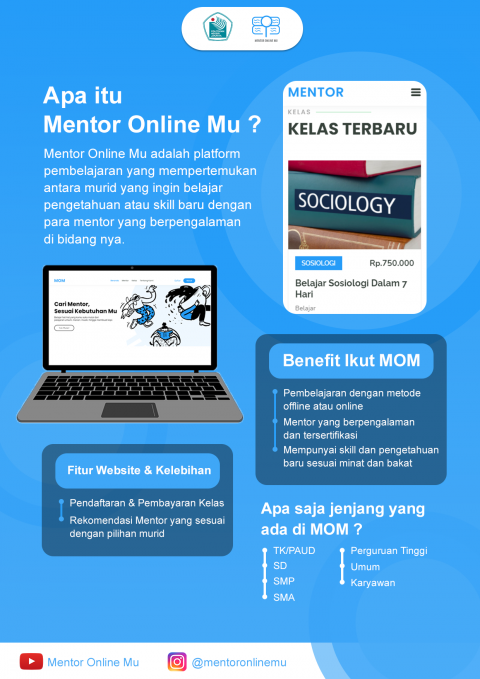 MENTOR ONLINE MU
Apa itu
Mentor Online Mu ?
Mentor Online Mu adalah platform
pembelajaran yang mempertemukan
antara murid yang ingin belajar
pengetahuan atau skill baru dengan
para mentor yang berpengalaman
di bidang nya.
MENTOR
KELAS
KELAS TERBARU
SOCIOLOGY
SOSIOLOGI
Rp.750.000
Belajar Sosiologi Dalam 7
Hari
Belajar
MOM
Cari Mentor,
Sesuai Kebutuhan Mu
Benefit Ikut MOM
Pembelajaran dengan metode
offline atau online
Mentor yang berpengalaman
dan tersertifikasi
Mempunyai skill dan pengetahuan
baru sesuai minat dan bakat
Fitur Website & Kelebihan
Pendaftaran & Pembayaran Kelas
Rekomendasi Mentor yang sesuai
dengan pilihan murid
Apa saja jenjang yang
ada di MOM ?
TK/PAUD
SD
SMP
SMA
Perguruan Tinggi
Umum
Karyawan
Mentor Online Mu
@mentoronlinemu